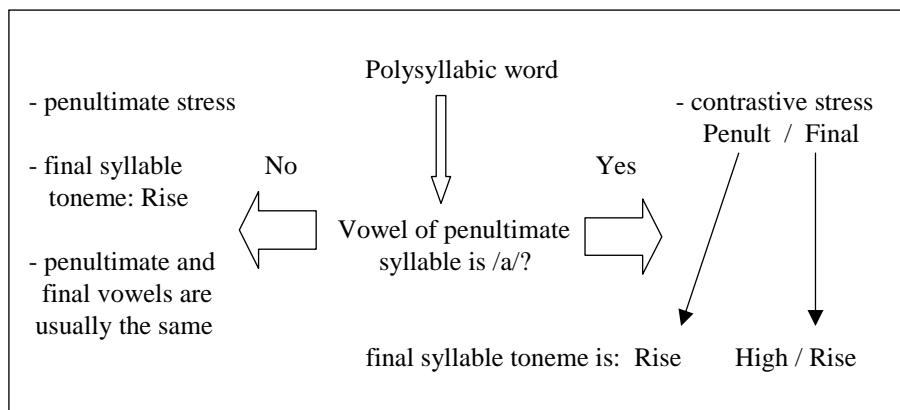 Polysyllabic word
- penultimate stress
- final syllable
toneme: Rise
- penultimate and
final vowels are
usually the same
No
Vowel of penultimate
syllable is /a/?
Yes
- contrastive stress
Penult / Final
final syllable toneme is: Rise High / Rise